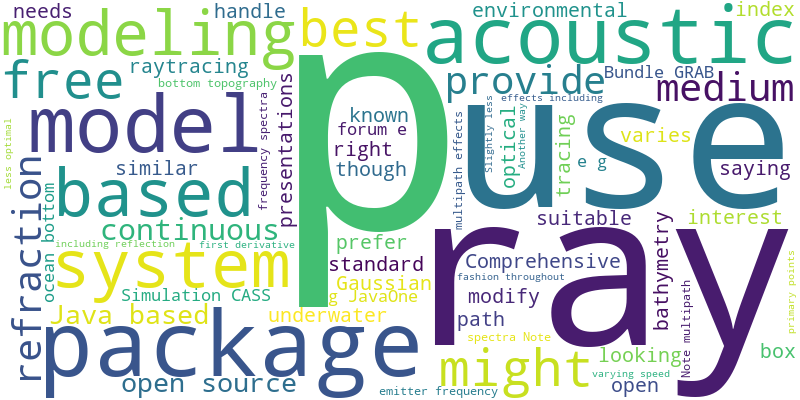 needs
handle
environmental
index
modeling
best
acoustic
free
raytracing
provide
Bundle GRAB
medium
bottom topography
presentations
p
use
effects including
less optimal
model
frequency spectra
known
forum e
right
though
multipath effects
Slightly less
optical
Another way
tracing
varies
e g
saying
similar
based
refraction
ocean bottom
continuous
suitable
interest
including reflection
first derivative
prefer
ray
system
standard
Comprehensive
bathymetry
fashion throughout
Gaussian
Simulation CASS
g JavaOne
modify
primary points
Java based
underwater
path
package
spectra Note
Note multipath
might
looking
box
varying speed
open source
emitter frequency
open